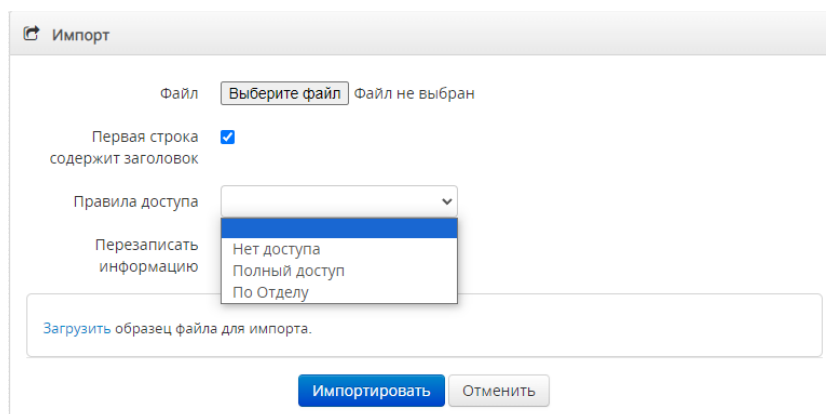 Импорт
Файл Выберите файл Файл не выбран
Первая строка
содержит заголовок
Правила доступа
Нет доступа
Перезаписать
информацию
Полный доступ
По Отделу
Загрузить образец файла для импорта.
Импортировать Отменить